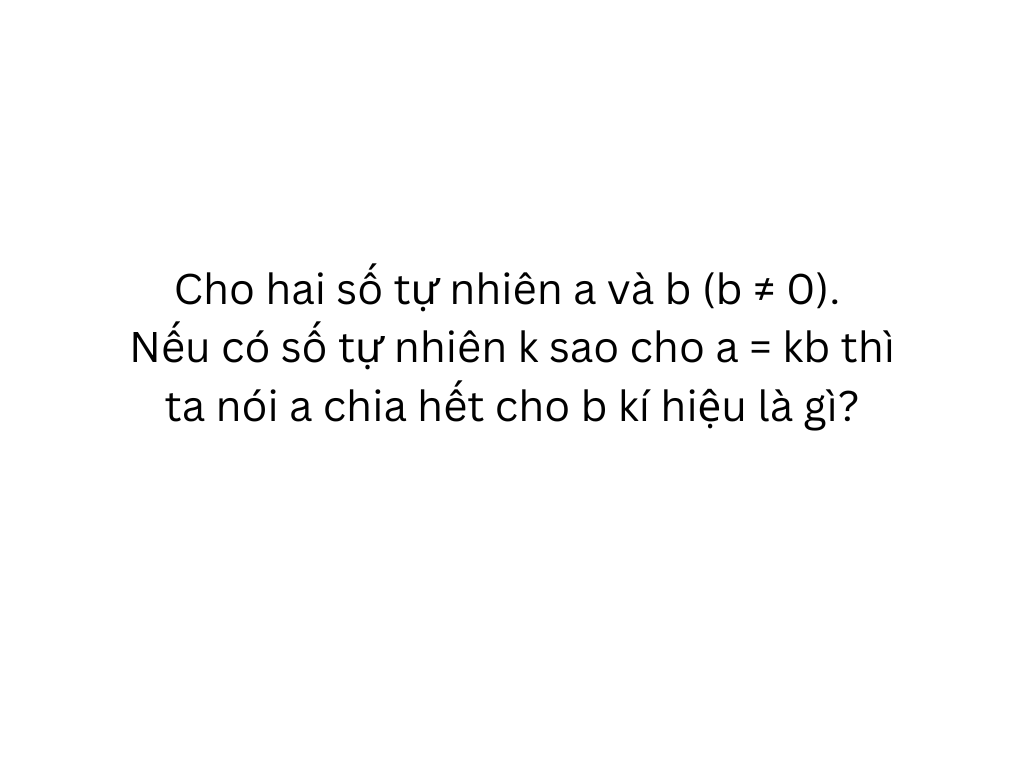 Cho hai số tự nhiên a và b (b ≠ 0).
Nếu có số tự nhiên k sao cho a = kb thì
ta nói a chia hết cho b kí hiệu là gì?